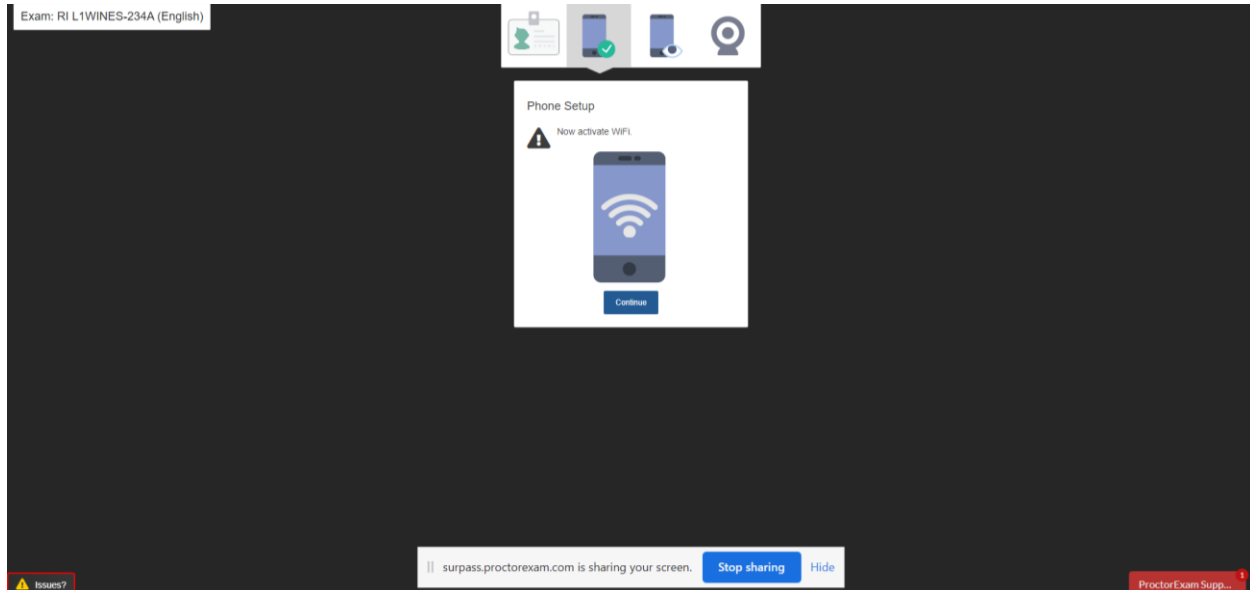 Exam: RI L1WINES-234A (English)
Phone Setup
Now activate WiFi.
Continue
surpass.proctorexam.com is sharing your screen.
Stop sharing
Hide
Issues?
1
ProctorExam Supp...